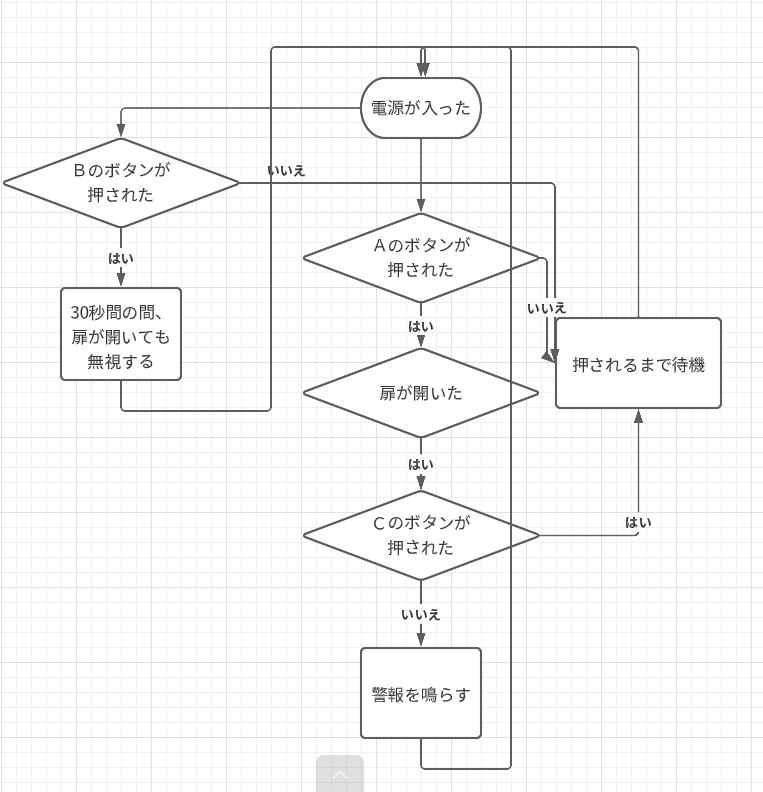 電源が入った
Bのボタンが
押された
いいえ
はい
30秒間の間、
扉が開いても
無視する
Aのボタンが
押された
いいえ
はい
押されるまで待機
扉が開いた
はい
Cのボタンが
押された
はい
いいえ
警報を鳴らす